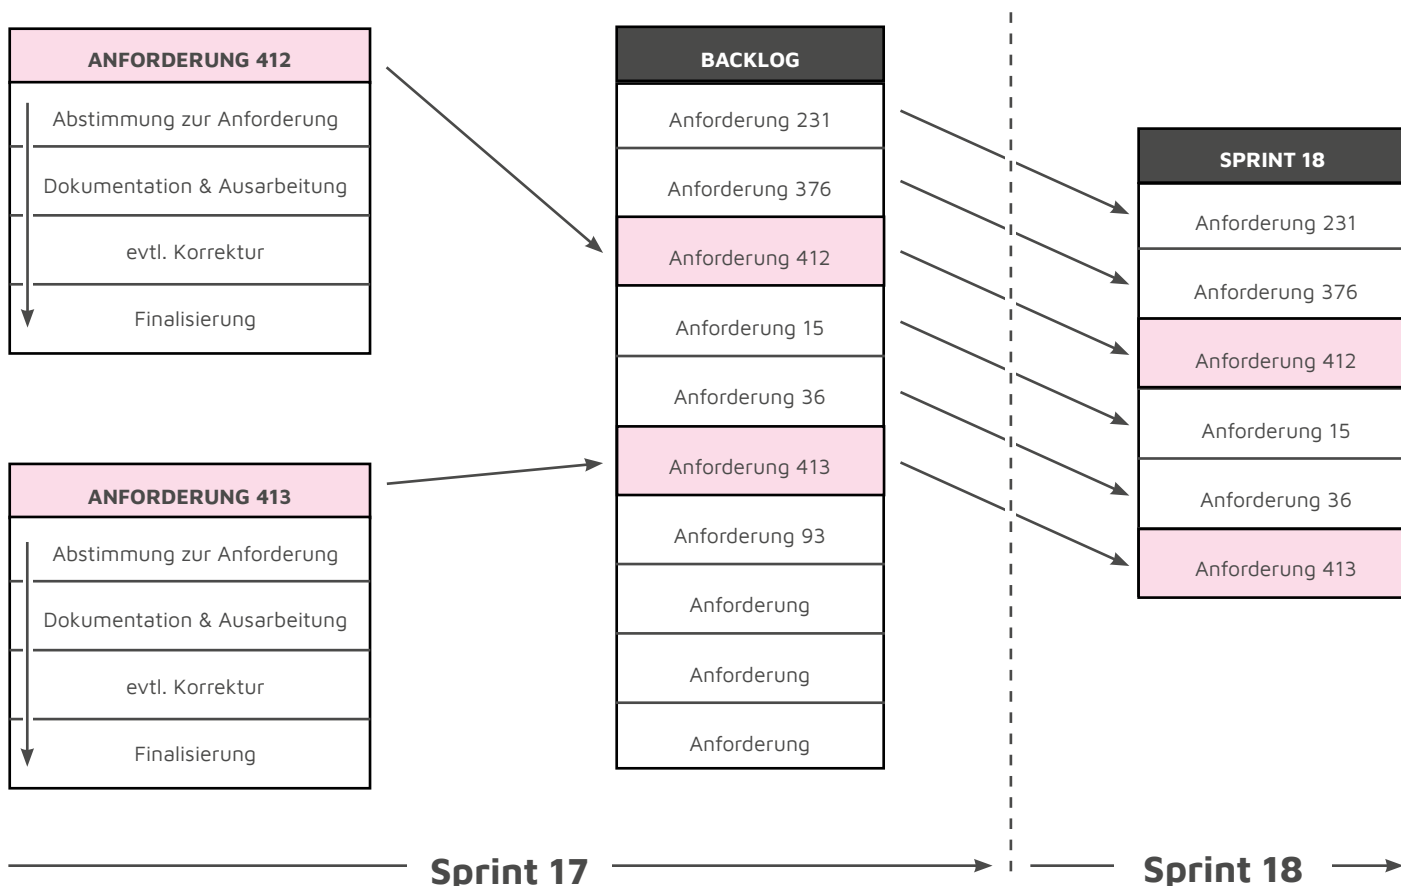 ANFORDERUNG 412
Abstimmung zur Anforderung
Dokumentation & Ausarbeitung
evtl. Korrektur
Finalisierung
ANFORDERUNG 413
Abstimmung zur Anforderung
Dokumentation & Ausarbeitung
evtl. Korrektur
Finalisierung
BACKLOG
Anforderung 231
Anforderung 376
Anforderung 412
Anforderung 15
Anforderung 36
Anforderung 413
Anforderung 93
Anforderung
Anforderung
Anforderung
SPRINT 18
Anforderung 231
Anforderung 376
Anforderung 412
Anforderung 15
Anforderung 36
Anforderung 413
Sprint 17
Sprint 18